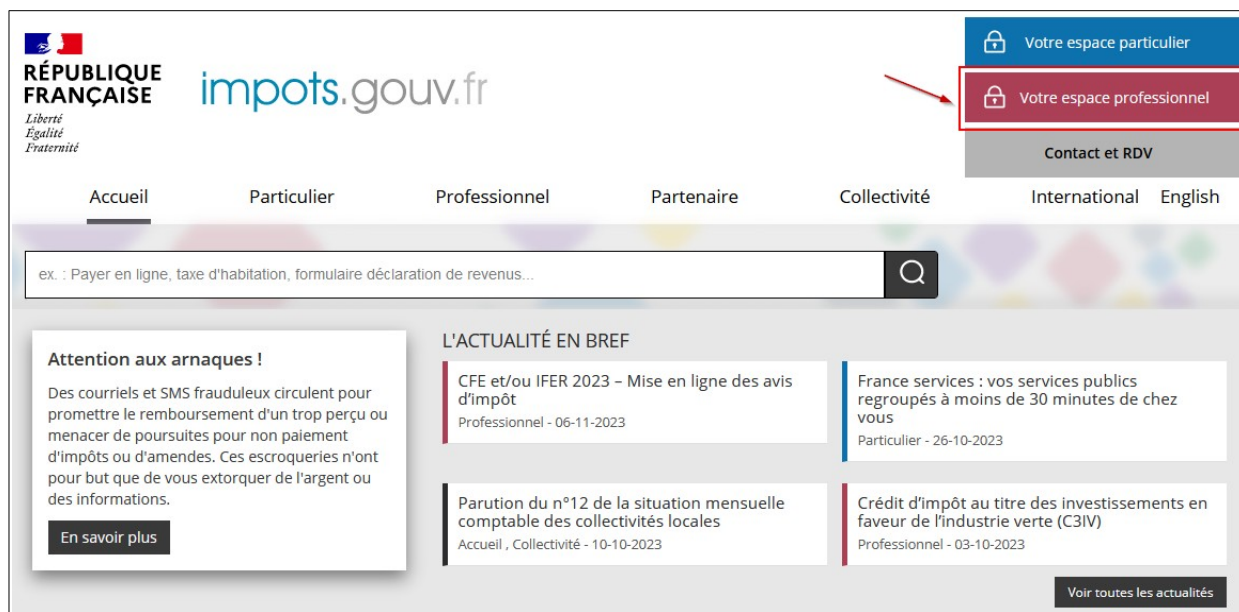 RÉPUBLIQUE
FRANÇAISE
Liberté
Égalité
Fraternité
impots.gouv.fr
Votre espace particulier
Votre espace professionnel
Contact et RDV
Accueil Particulier Professionnel Partenaire Collectivité International English
ex. : Payer en ligne, taxe d'habitation, formulaire déclaration de revenus...
Attention aux arnaques !
Des courriels et SMS frauduleux circulent pour
promettre le remboursement d'un trop perçu ou
menacer de poursuites pour non paiement
d'impôts ou d'amendes. Ces escroqueries n'ont
pour but que de vous extorquer de l'argent ou
des informations.
En savoir plus
L'ACTUALITÉ EN BREF
CFE et/ou IFER 2023 – Mise en ligne des avis
d'impôt
Professionnel - 06-11-2023
France services : vos services publics
regroupés à moins de 30 minutes de chez
vous
Particulier - 26-10-2023
Parution du n°12 de la situation mensuelle
comptable des collectivités locales
Accueil , Collectivité - 10-10-2023
Crédit d'impôt au titre des investissements en
faveur de l'industrie verte (C3IV)
Professionnel - 03-10-2023
Voir toutes les actualités